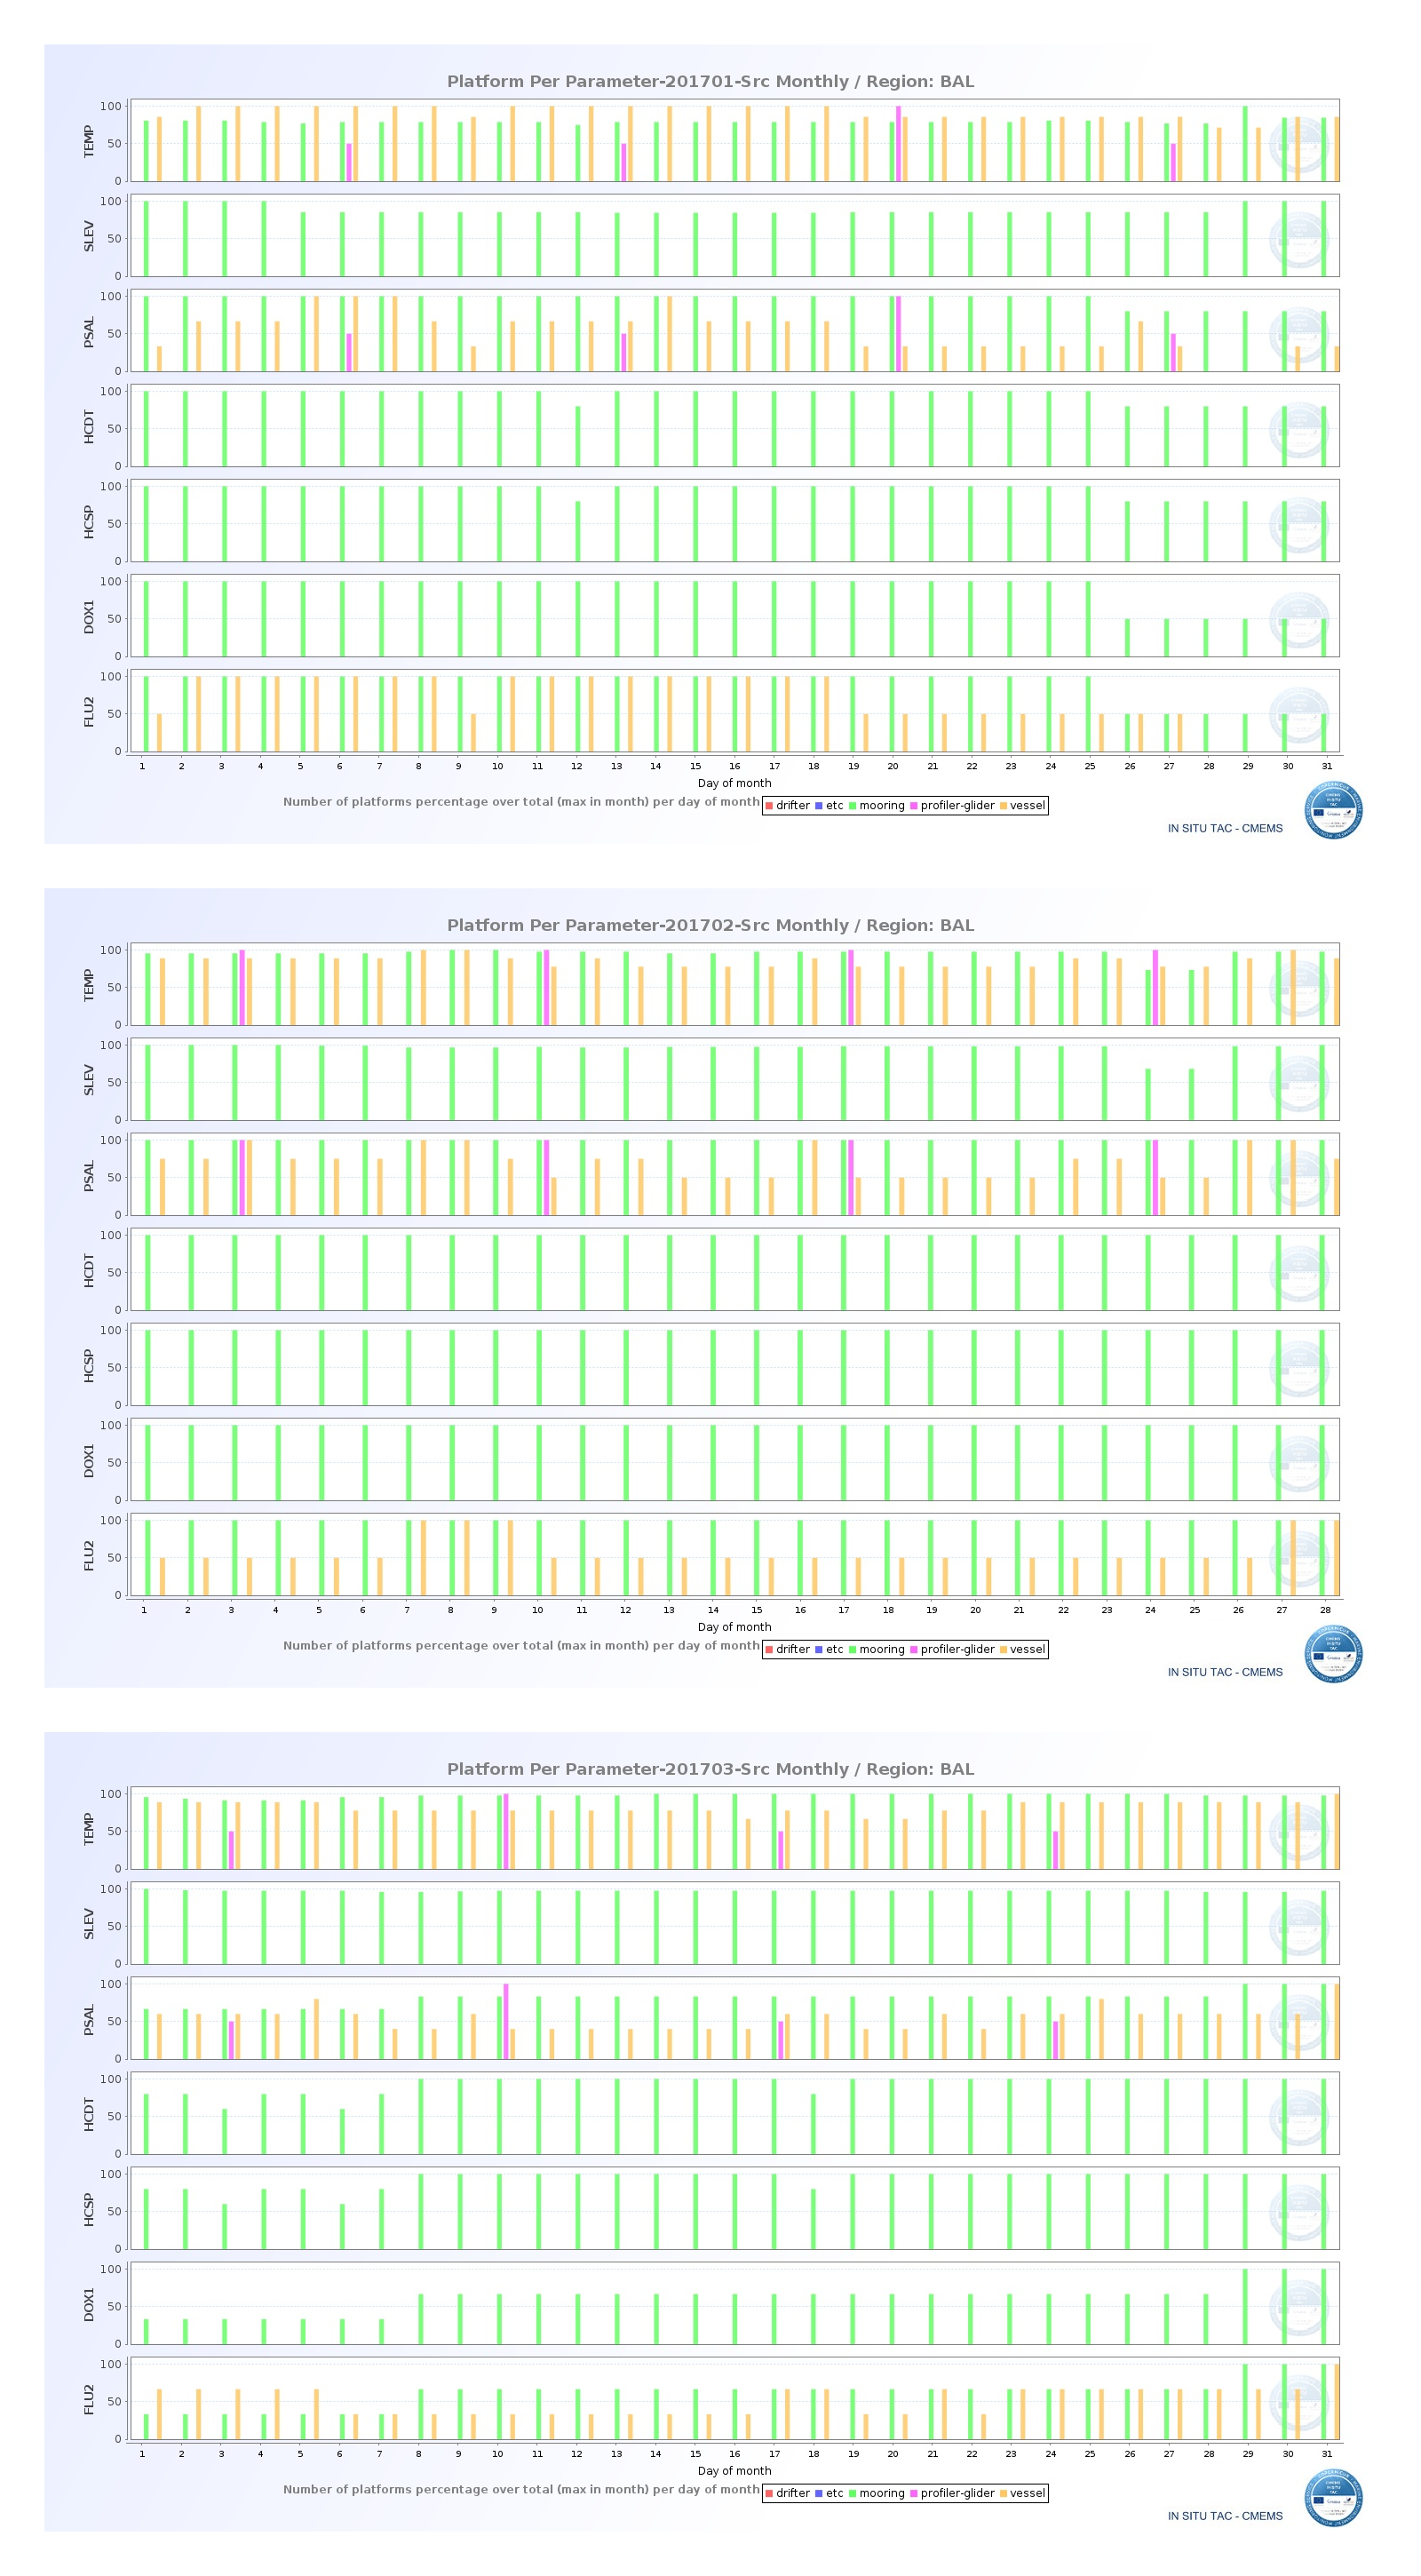 Platform Per Parameter-201701-Src Monthly / Region: BAL
TEMP
100
50
0
SLEV
100
50
0
PSAL
100
50
0
HCDT
100
50
0
HCSP
100
50
0
DOX1
100
50
0
FLU2
100
50
0
1 2 3 4 5 6 7 8 9 10 11 12 13 14 15 16 17 18 19 20 21 22 23 24 25 26 27 28 29 30 31
Day of month
Number of platforms percentage over total (max in month) per day of month
drifter etc mooring profiler-glider vessel
IN SITU TAC - CMEMS
Platform Per Parameter-201702-Src Monthly / Region: BAL
TEMP
100
50
0
SLEV
100
50
0
PSAL
100
50
0
HCDT
100
50
0
HCSP
100
50
0
DOX1
100
50
0
FLU2
100
50
0
1 2 3 4 5 6 7 8 9 10 11 12 13 14 15 16 17 18 19 20 21 22 23 24 25 26 27 28
Day of month
Number of platforms percentage over total (max in month) per day of month
drifter etc mooring profiler-glider vessel
IN SITU TAC - CMEMS
Platform Per Parameter-201703-Src Monthly / Region: BAL
TEMP
100
50
0
SLEV
100
50
0
PSAL
100
50
0
HCDT
100
50
0
HCSP
100
50
0
DOX1
100
50
0
FLU2
100
50
0
1 2 3 4 5 6 7 8 9 10 11 12 13 14 15 16 17 18 19 20 21 22 23 24 25 26 27 28 29 30 31
Day of month
Number of platforms percentage over total (max in month) per day of month
drifter etc mooring profiler-glider vessel
IN SITU TAC - CMEMS